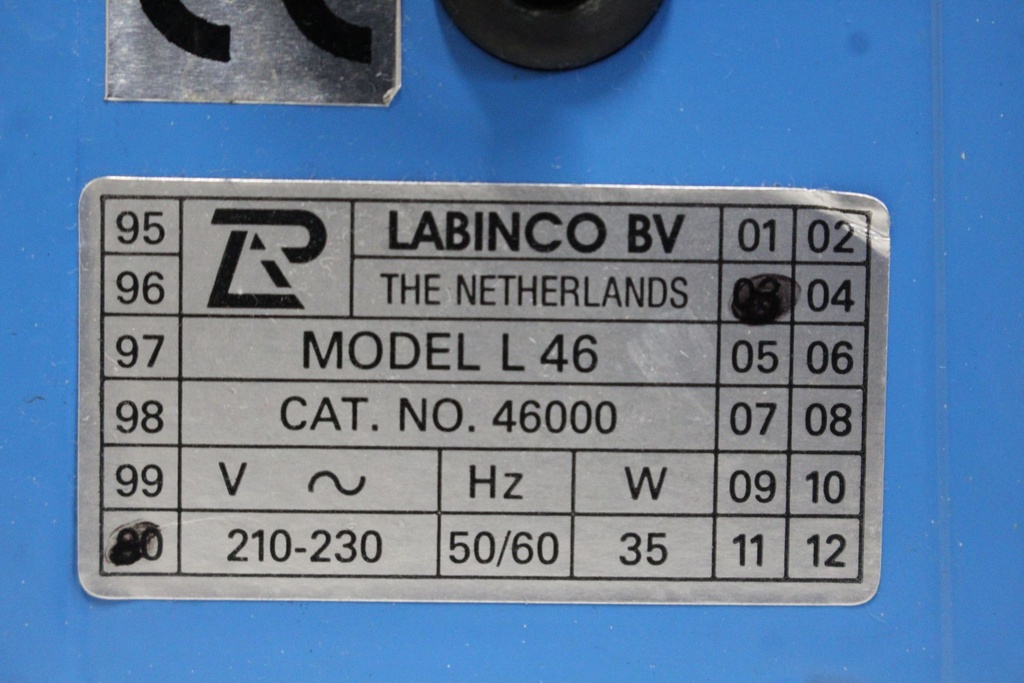 95 LABINCO BV 01 02
96 THE NETHERLANDS 03 04
97 MODEL L 46 05 06
98 CAT. NO. 46000 07 08
99 V ~ Hz W 09 10
210-230 50/60 35 11 12